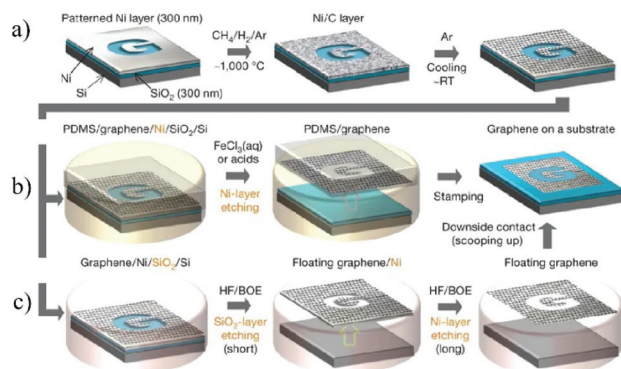 a)
Patterned Ni layer (300 nm)
Ni
Si
SiO2 (300 nm)
CH4/H2/Ar
~1,000 °C
Ni/C layer
Ar
Cooling
~RT
b)
PDMS/graphene/Ni/SiO2/Si
FeCl3(aq)
or acids
Ni-layer
etching
PDMS/graphene
Stamping
Graphene on a substrate
Downside contact
(scooping up)
c)
Graphene/Ni/SiO2/Si
HF/BOE
SiO2-layer
etching
(short)
Floating graphene/Ni
HF/BOE
Ni-layer
etching
(long)
Floating graphene